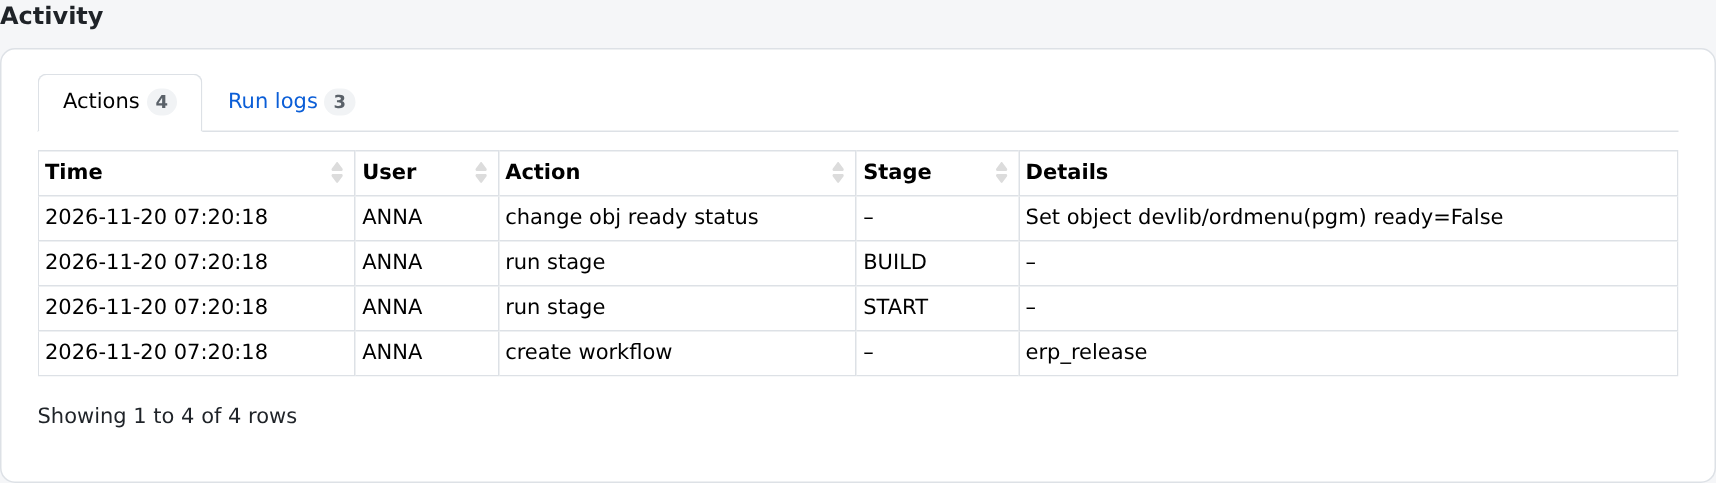 Activity
Actions 4 Run logs 3
Time User Action Stage Details
2026-11-20 07:20:18 ANNA change obj ready status – Set object devlib/ordmenu(pgm) ready=False
2026-11-20 07:20:18 ANNA run stage BUILD –
2026-11-20 07:20:18 ANNA run stage START –
2026-11-20 07:20:18 ANNA create workflow – erp_release
Showing 1 to 4 of 4 rows